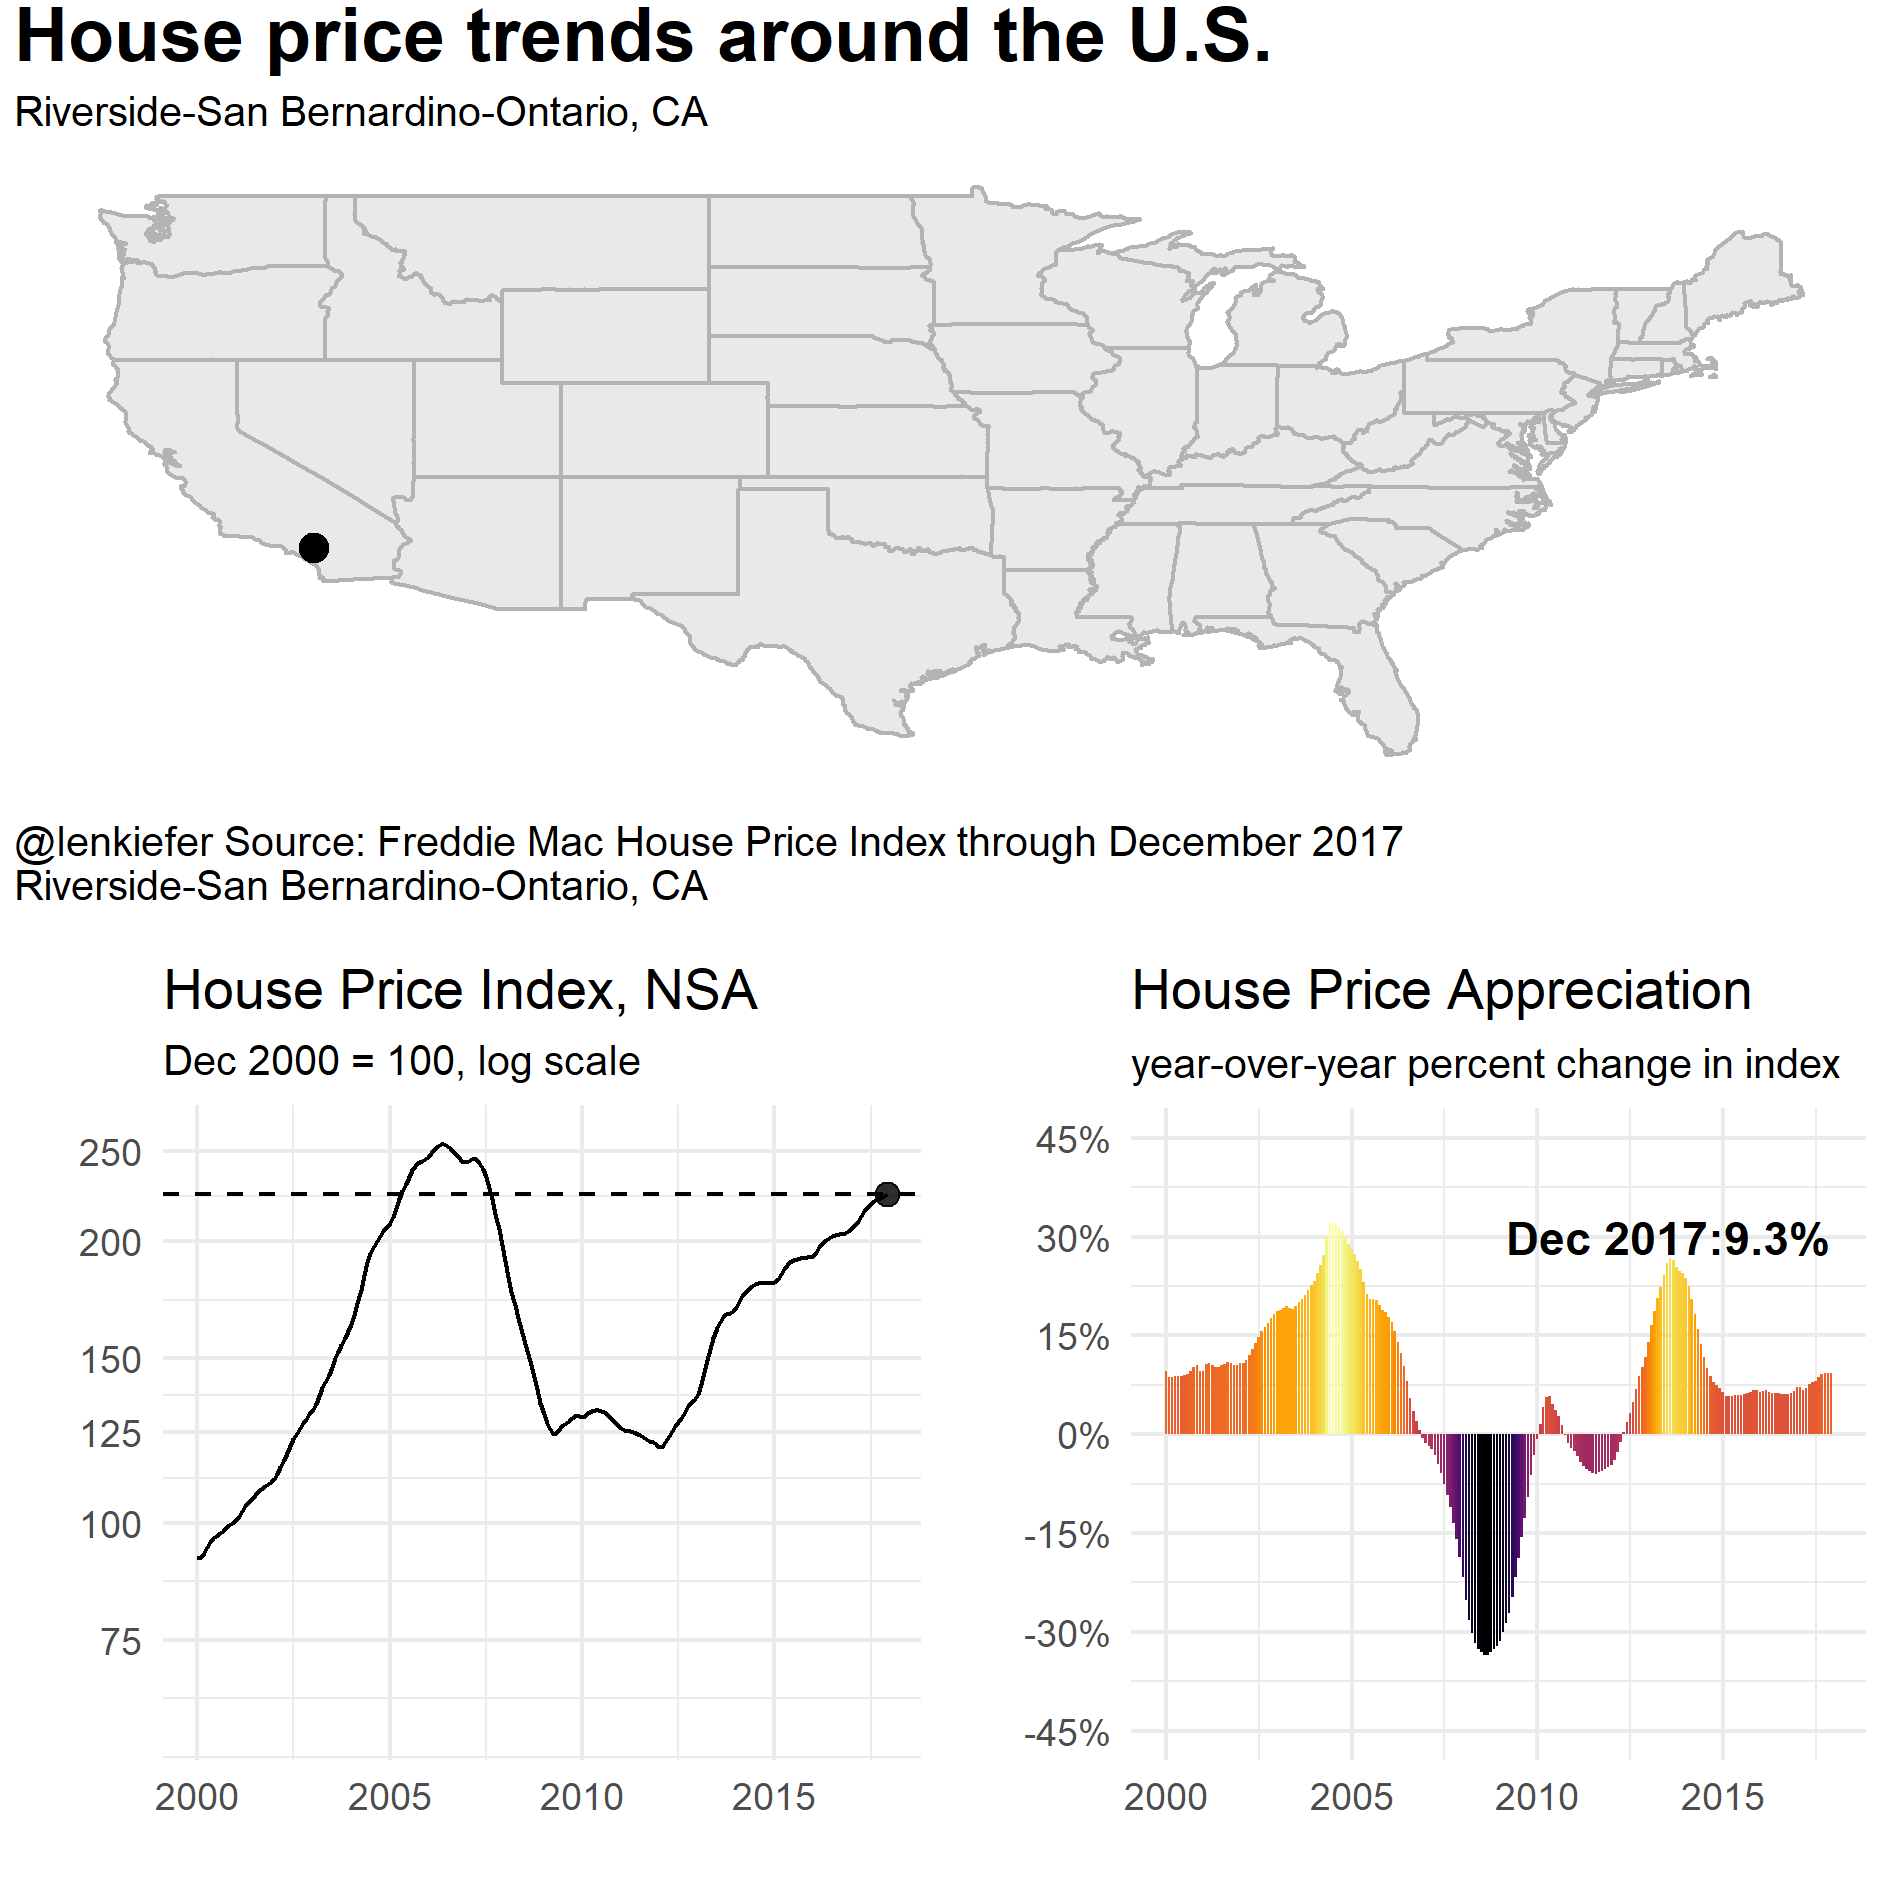 House price trends around the U.S.
Riverside-San Bernardino-Ontario, CA
@lenkiefer Source: Freddie Mac House Price Index through December 2017
Riverside-San Bernardino-Ontario, CA
House Price Index, NSA
Dec 2000 = 100, log scale
250
200
150
125
100
75
2000 2005 2010 2015
House Price Appreciation
year-over-year percent change in index
45%
30%
15%
0%
-15%
-30%
-45%
Dec 2017:9.3%
2000 2005 2010 2015